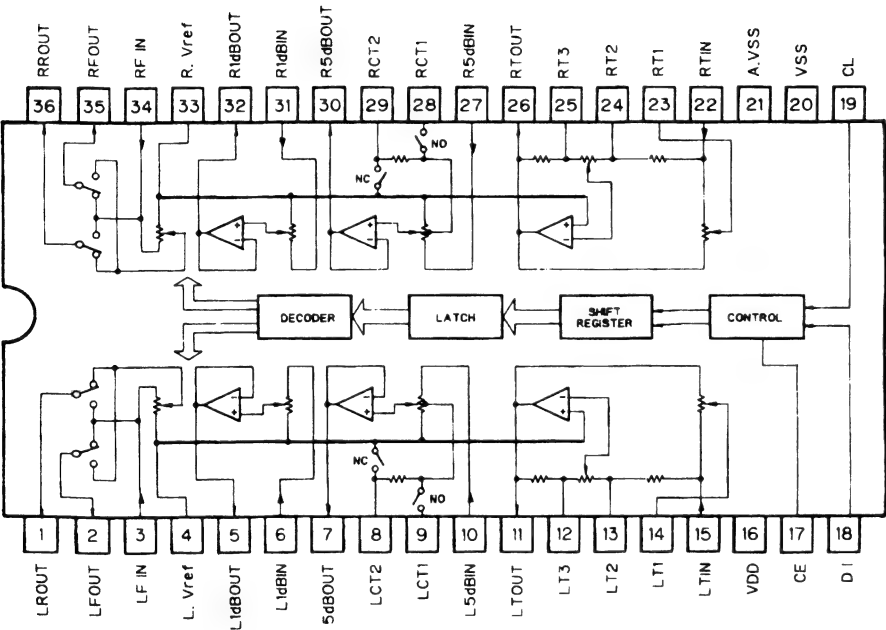 RROUT
RFOUT
RF IN
R. Vref
R1dBOUT
R1dBIN
R5dBOUT
RCT2
RCT1
R5dBIN
RTOUT
RT3
RT2
RT1
RTIN
A.VSS
VSS
CL
36
35
34
33
32
31
30
29
28
27
26
25
24
23
22
21
20
19
NO
NC
+
−
+
−
+
−
DECODER
LATCH
SHIFT
REGISTER
CONTROL
−
+
−
+
−
+
NC
NO
1
2
3
4
5
6
7
8
9
10
11
12
13
14
15
16
17
18
LROUT
LFOUT
LF IN
L. Vref
L1dBOUT
L1dBIN
5dBOUT
LCT2
LCT1
L5dBIN
LTOUT
LT3
LT2
LT1
LTIN
VDD
CE
DI